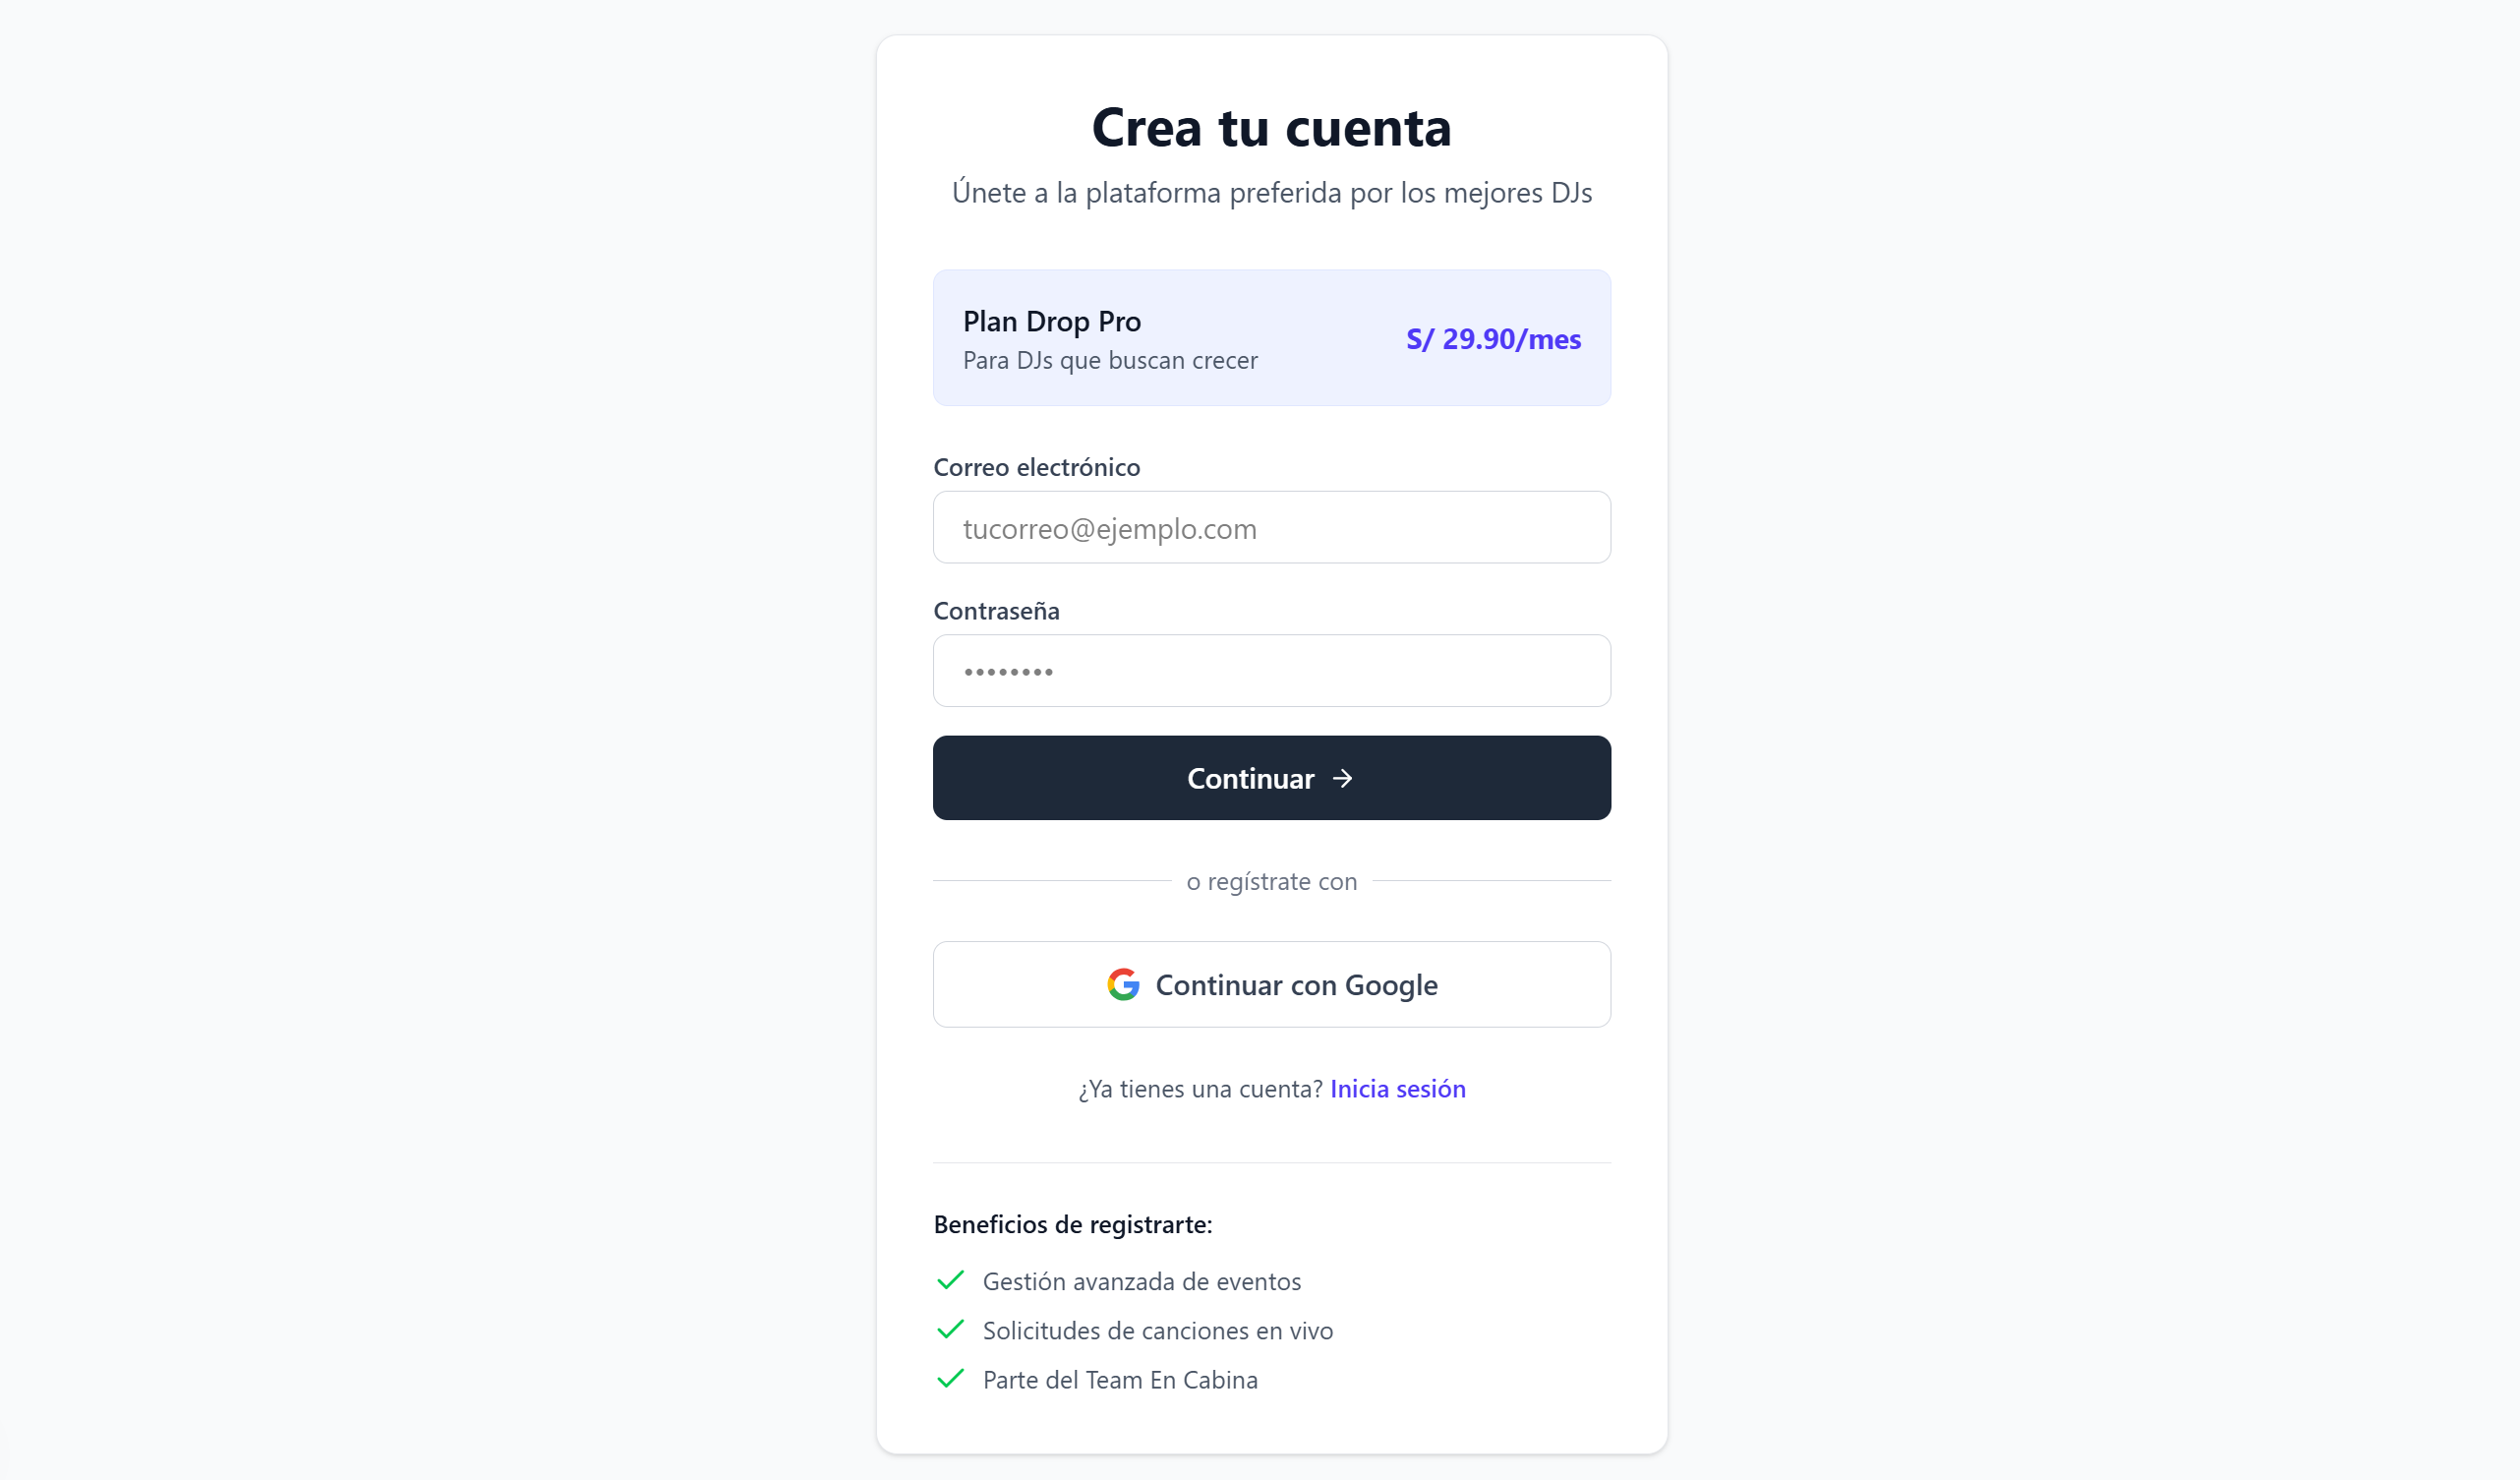 Crea tu cuenta
Únete a la plataforma preferida por los mejores DJs
Plan Drop Pro
Para DJs que buscan crecer
S/ 29.90/mes
Correo electrónico
tucorreo@ejemplo.com
Contraseña
••••••••
Continuar →
o regístrate con
Continuar con Google
¿Ya tienes una cuenta? Inicia sesión
Beneficios de registrarte:
Gestión avanzada de eventos
Solicitudes de canciones en vivo
Parte del Team En Cabina